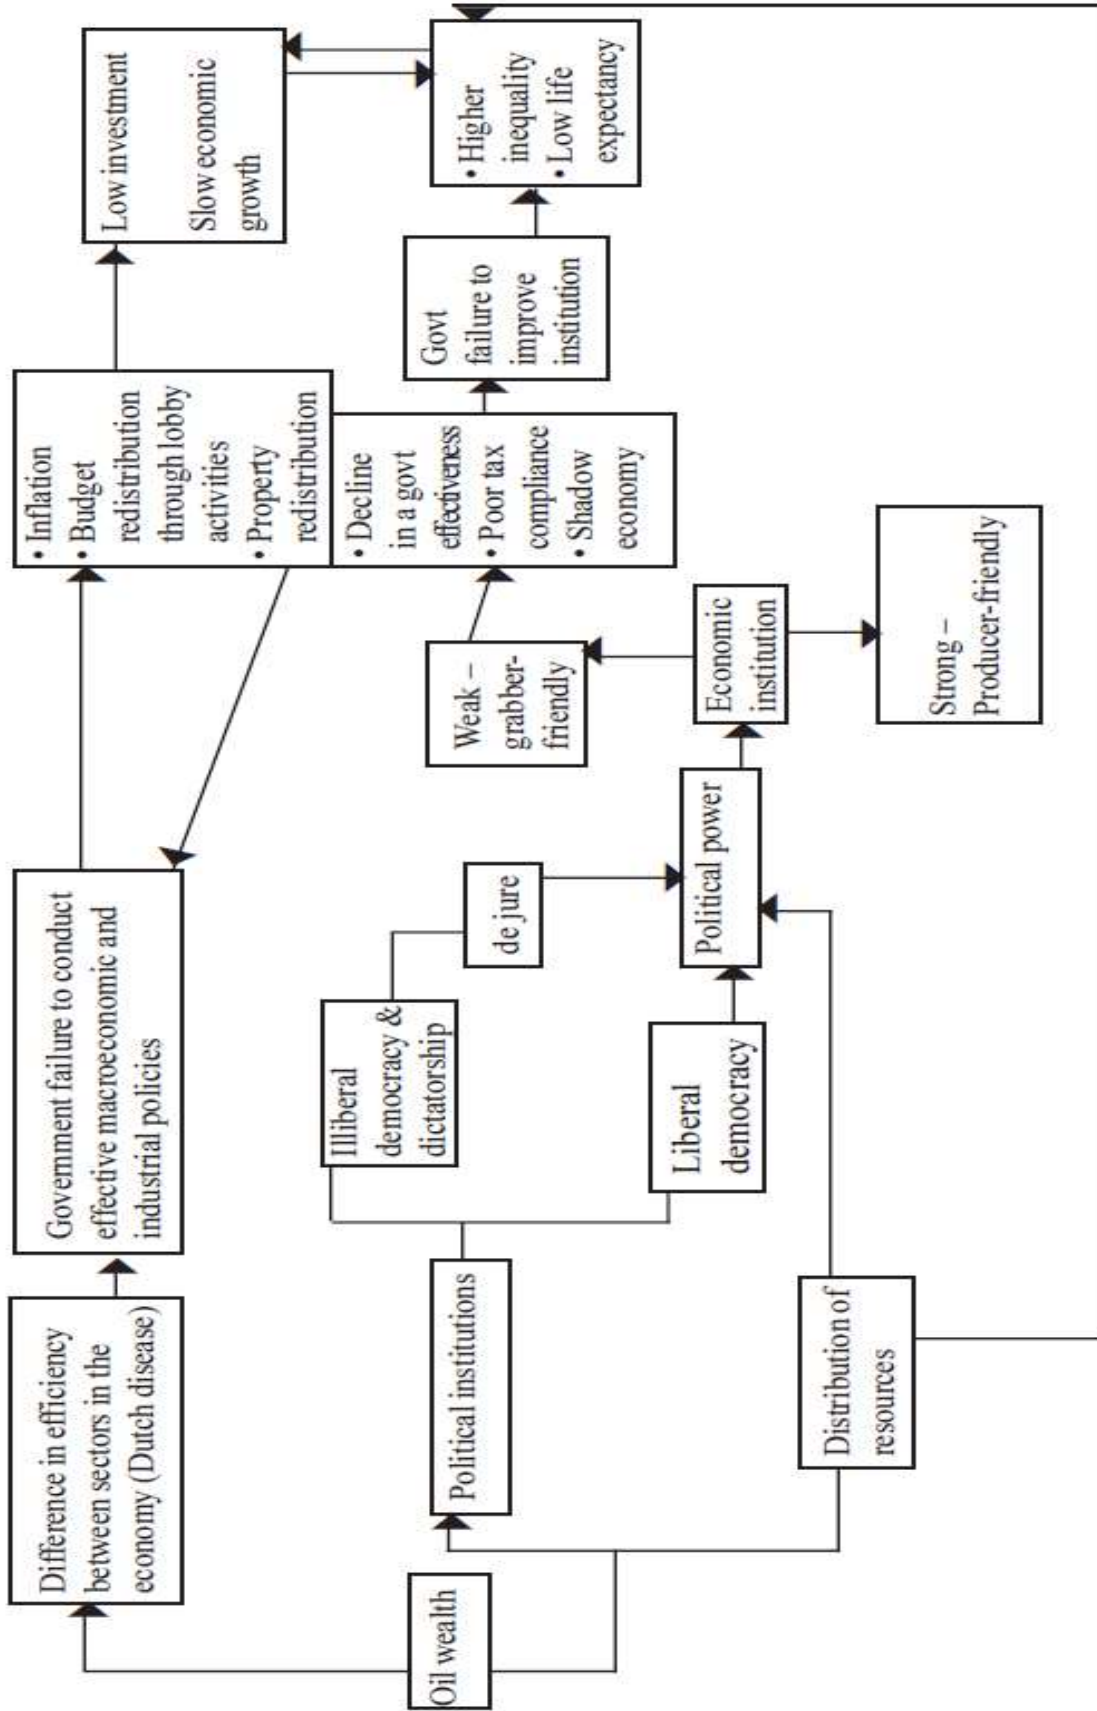 Oil wealth
Difference in efficiency
between sectors in the
economy (Dutch disease)
Government failure to conduct
effective macroeconomic and
industrial policies
• Inflation
• Budget
redistribution
through lobby
activities
• Property
redistribution
Low investment
Slow economic
growth
Political institutions
Illiberal
democracy &
dictatorship
de jure
Liberal
democracy
Political power
Distribution of
resources
Economic
institution
Weak –
grabber-
friendly
Strong –
Producer-friendly
• Decline
in a govt
effectiveness
• Poor tax
compliance
• Shadow
economy
Govt
failure to
improve
institution
• Higher
inequality
• Low life
expectancy